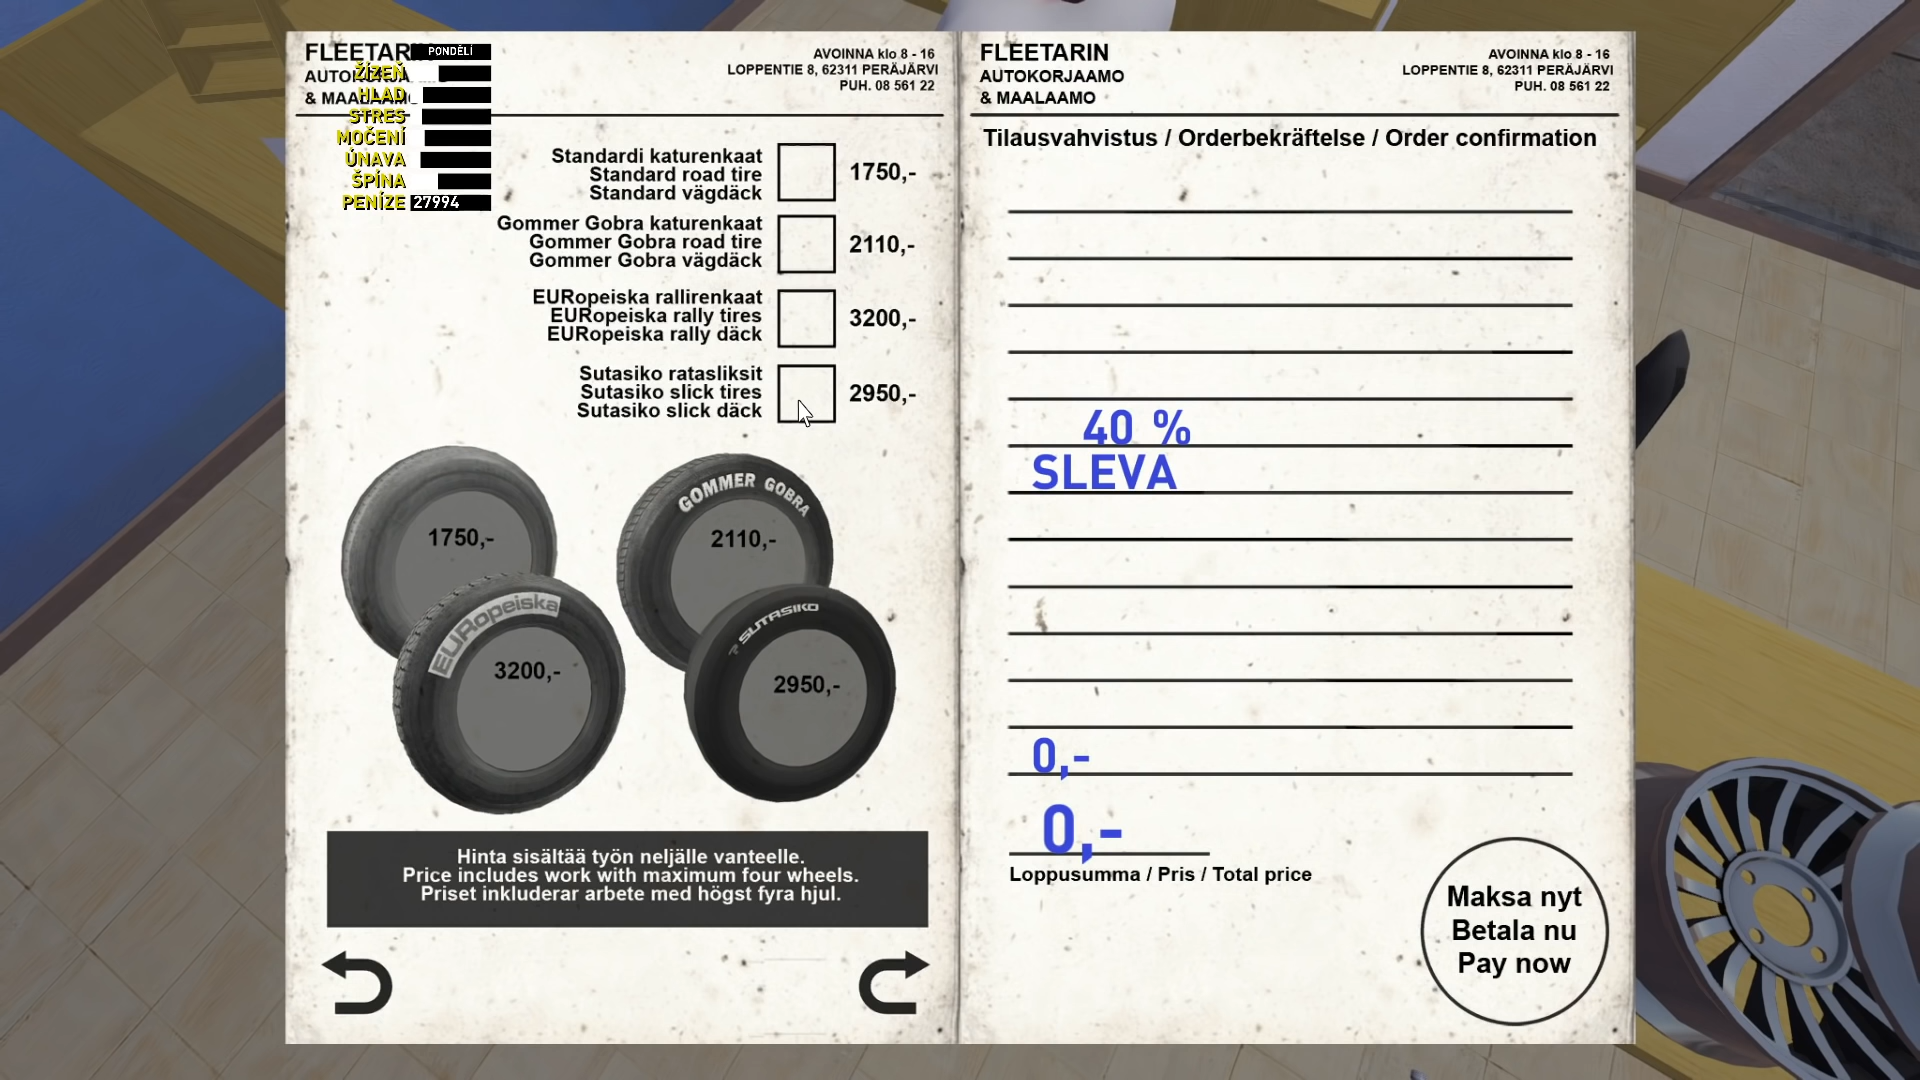 FLEETAR
AUTOKORJA
& MAALAAMO
PONDĚLÍ
ŽÍZEŇ
HLAD
STRES
MOČENÍ
ÚNAVA
ŠPÍNA
PENÍZE 27994
AVOINNA klo 8 - 16
LOPPENTIE 8, 62311 PERÄJÄRVI
PUH. 08 561 22
Standardi katurenkaat
Standard road tire
Standard vägdäck
1750,-
Gommer Gobra katurenkaat
Gommer Gobra road tire
Gommer Gobra vägdäck
2110,-
EURopeiska rallirenkaat
EURopeiska rally tires
EURopeiska rally däck
3200,-
Sutasiko ratasliksit
Sutasiko slick tires
Sutasiko slick däck
2950,-
GOMMER GOBRA
1750,-
2110,-
EURopeiska
SUTASIKO
3200,-
2950,-
Hinta sisältää työn neljälle vanteelle.
Price includes work with maximum four wheels.
Priset inkluderar arbete med högst fyra hjul.
FLEETARIN
AUTOKORJAAMO
& MAALAAMO
AVOINNA klo 8 - 16
LOPPENTIE 8, 62311 PERÄJÄRVI
PUH. 08 561 22
Tilausvahvistus / Orderbekräftelse / Order confirmation
40 %
SLEVA
0,-
0,-
Loppusumma / Pris / Total price
Maksa nyt
Betala nu
Pay now